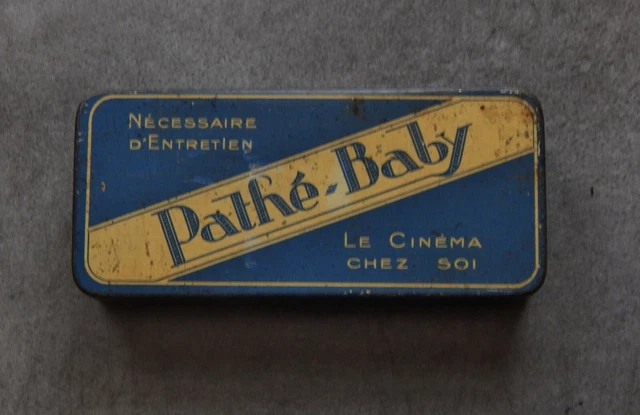 Nécessaire
d'Entretien
Pathé-Baby
Le Cinéma
chez soi